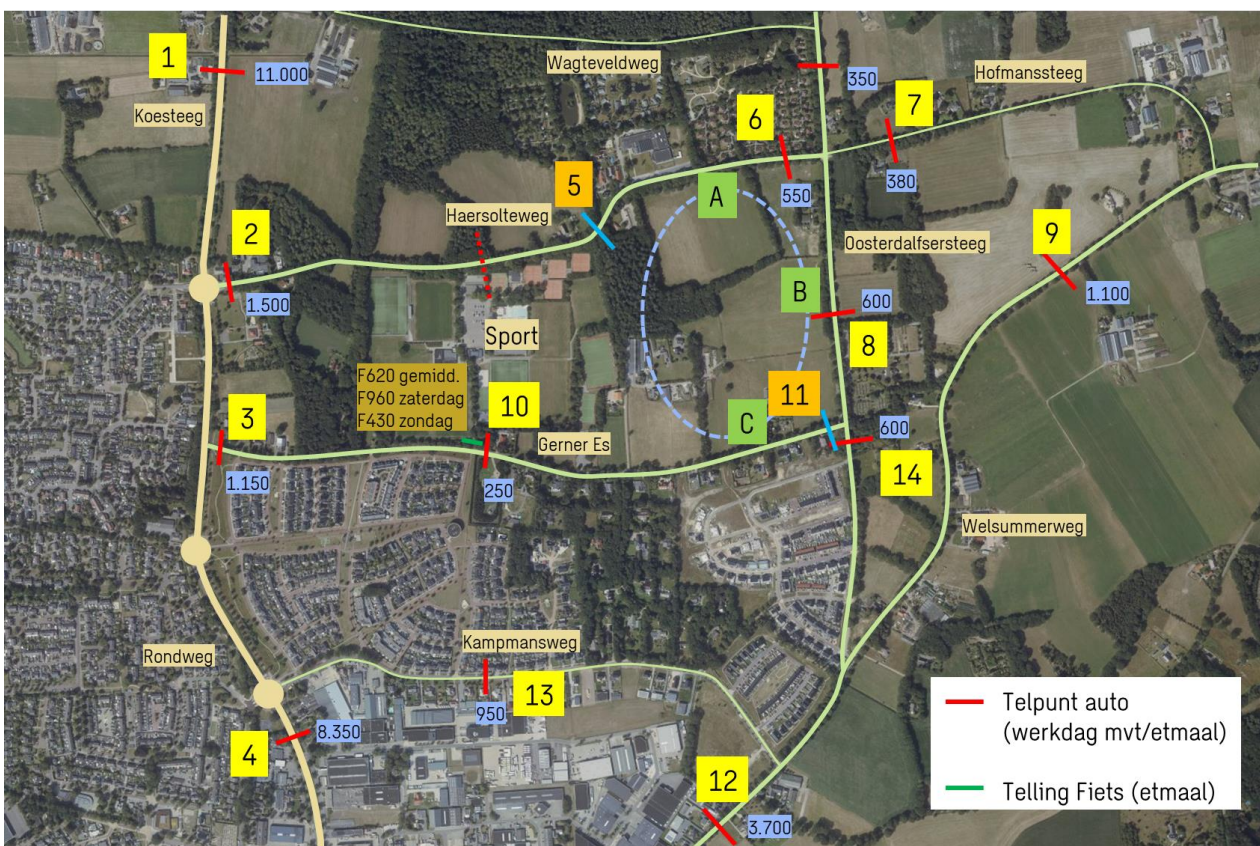 1
11.000
Koesteeg
Wagteveldweg
350
Hofmanssteeg
6
7
550
380
5
A
Haersolteweg
2
1.500
Oosterdalfsersteeg
9
1.100
B
600
8
Sport
F620 gemidd.
F960 zaterdag
F430 zondag
10
11
3
1.150
Gerner Es
250
C
600
14
Welsummerweg
Rondweg
Kampmansweg
13
950
4
8.350
12
3.700
Telpunt auto
(werkdag mvt/etmaal)
Telling Fiets (etmaal)